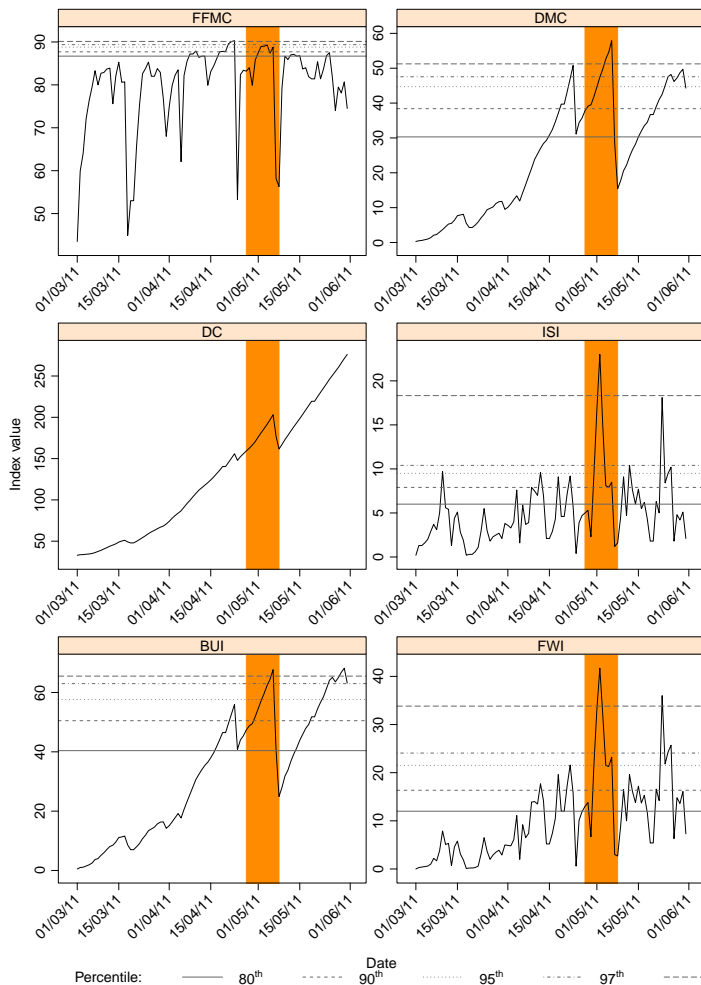 FFMC
50 60 70 80 90
01/03/11 15/03/11 01/04/11 15/04/11 01/05/11 15/05/11 01/06/11
DMC
0 10 20 30 40 50 60
01/03/11 15/03/11 01/04/11 15/04/11 01/05/11 15/05/11 01/06/11
DC
50 100 150 200 250
01/03/11 15/03/11 01/04/11 15/04/11 01/05/11 15/05/11 01/06/11
ISI
0 5 10 15 20
01/03/11 15/03/11 01/04/11 15/04/11 01/05/11 15/05/11 01/06/11
Index value
BUI
0 20 40 60
01/03/11 15/03/11 01/04/11 15/04/11 01/05/11 15/05/11 01/06/11
FWI
0 10 20 30 40
01/03/11 15/03/11 01/04/11 15/04/11 01/05/11 15/05/11 01/06/11
Date
Percentile: 80th 90th 95th 97th